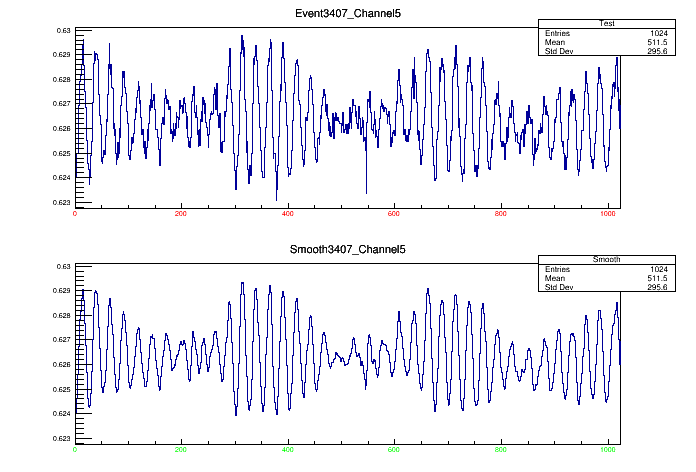 Event3407_Channel5
Test
Entries 1024
Mean 511.5
Std Dev 295.6
0.63
0.629
0.628
0.627
0.626
0.625
0.624
0.623
0 200 400 600 800 1000
Smooth3407_Channel5
Smooth
Entries 1024
Mean 511.5
Std Dev 295.6
0.63
0.629
0.628
0.627
0.626
0.625
0.624
0.623
0 200 400 600 800 1000